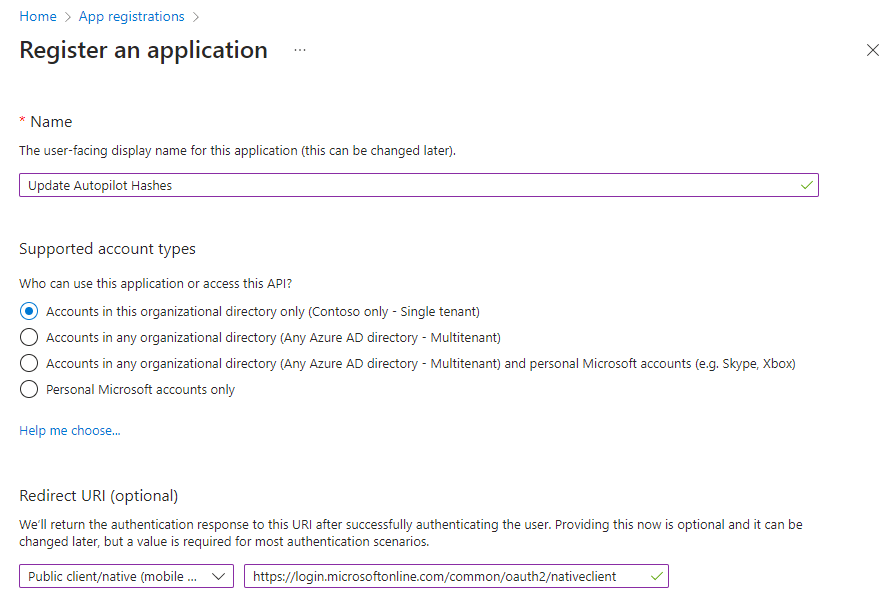 Home > App registrations >
Register an application ...
* Name
The user-facing display name for this application (this can be changed later).
Update Autopilot Hashes
Supported account types
Who can use this application or access this API?
Accounts in this organizational directory only (Contoso only - Single tenant)
Accounts in any organizational directory (Any Azure AD directory - Multitenant)
Accounts in any organizational directory (Any Azure AD directory - Multitenant) and personal Microsoft accounts (e.g. Skype, Xbox)
Personal Microsoft accounts only
Help me choose...
Redirect URI (optional)
We'll return the authentication response to this URI after successfully authenticating the user. Providing this now is optional and it can be
changed later, but a value is required for most authentication scenarios.
Public client/native (mobile ... https://login.microsoftonline.com/common/oauth2/nativeclient